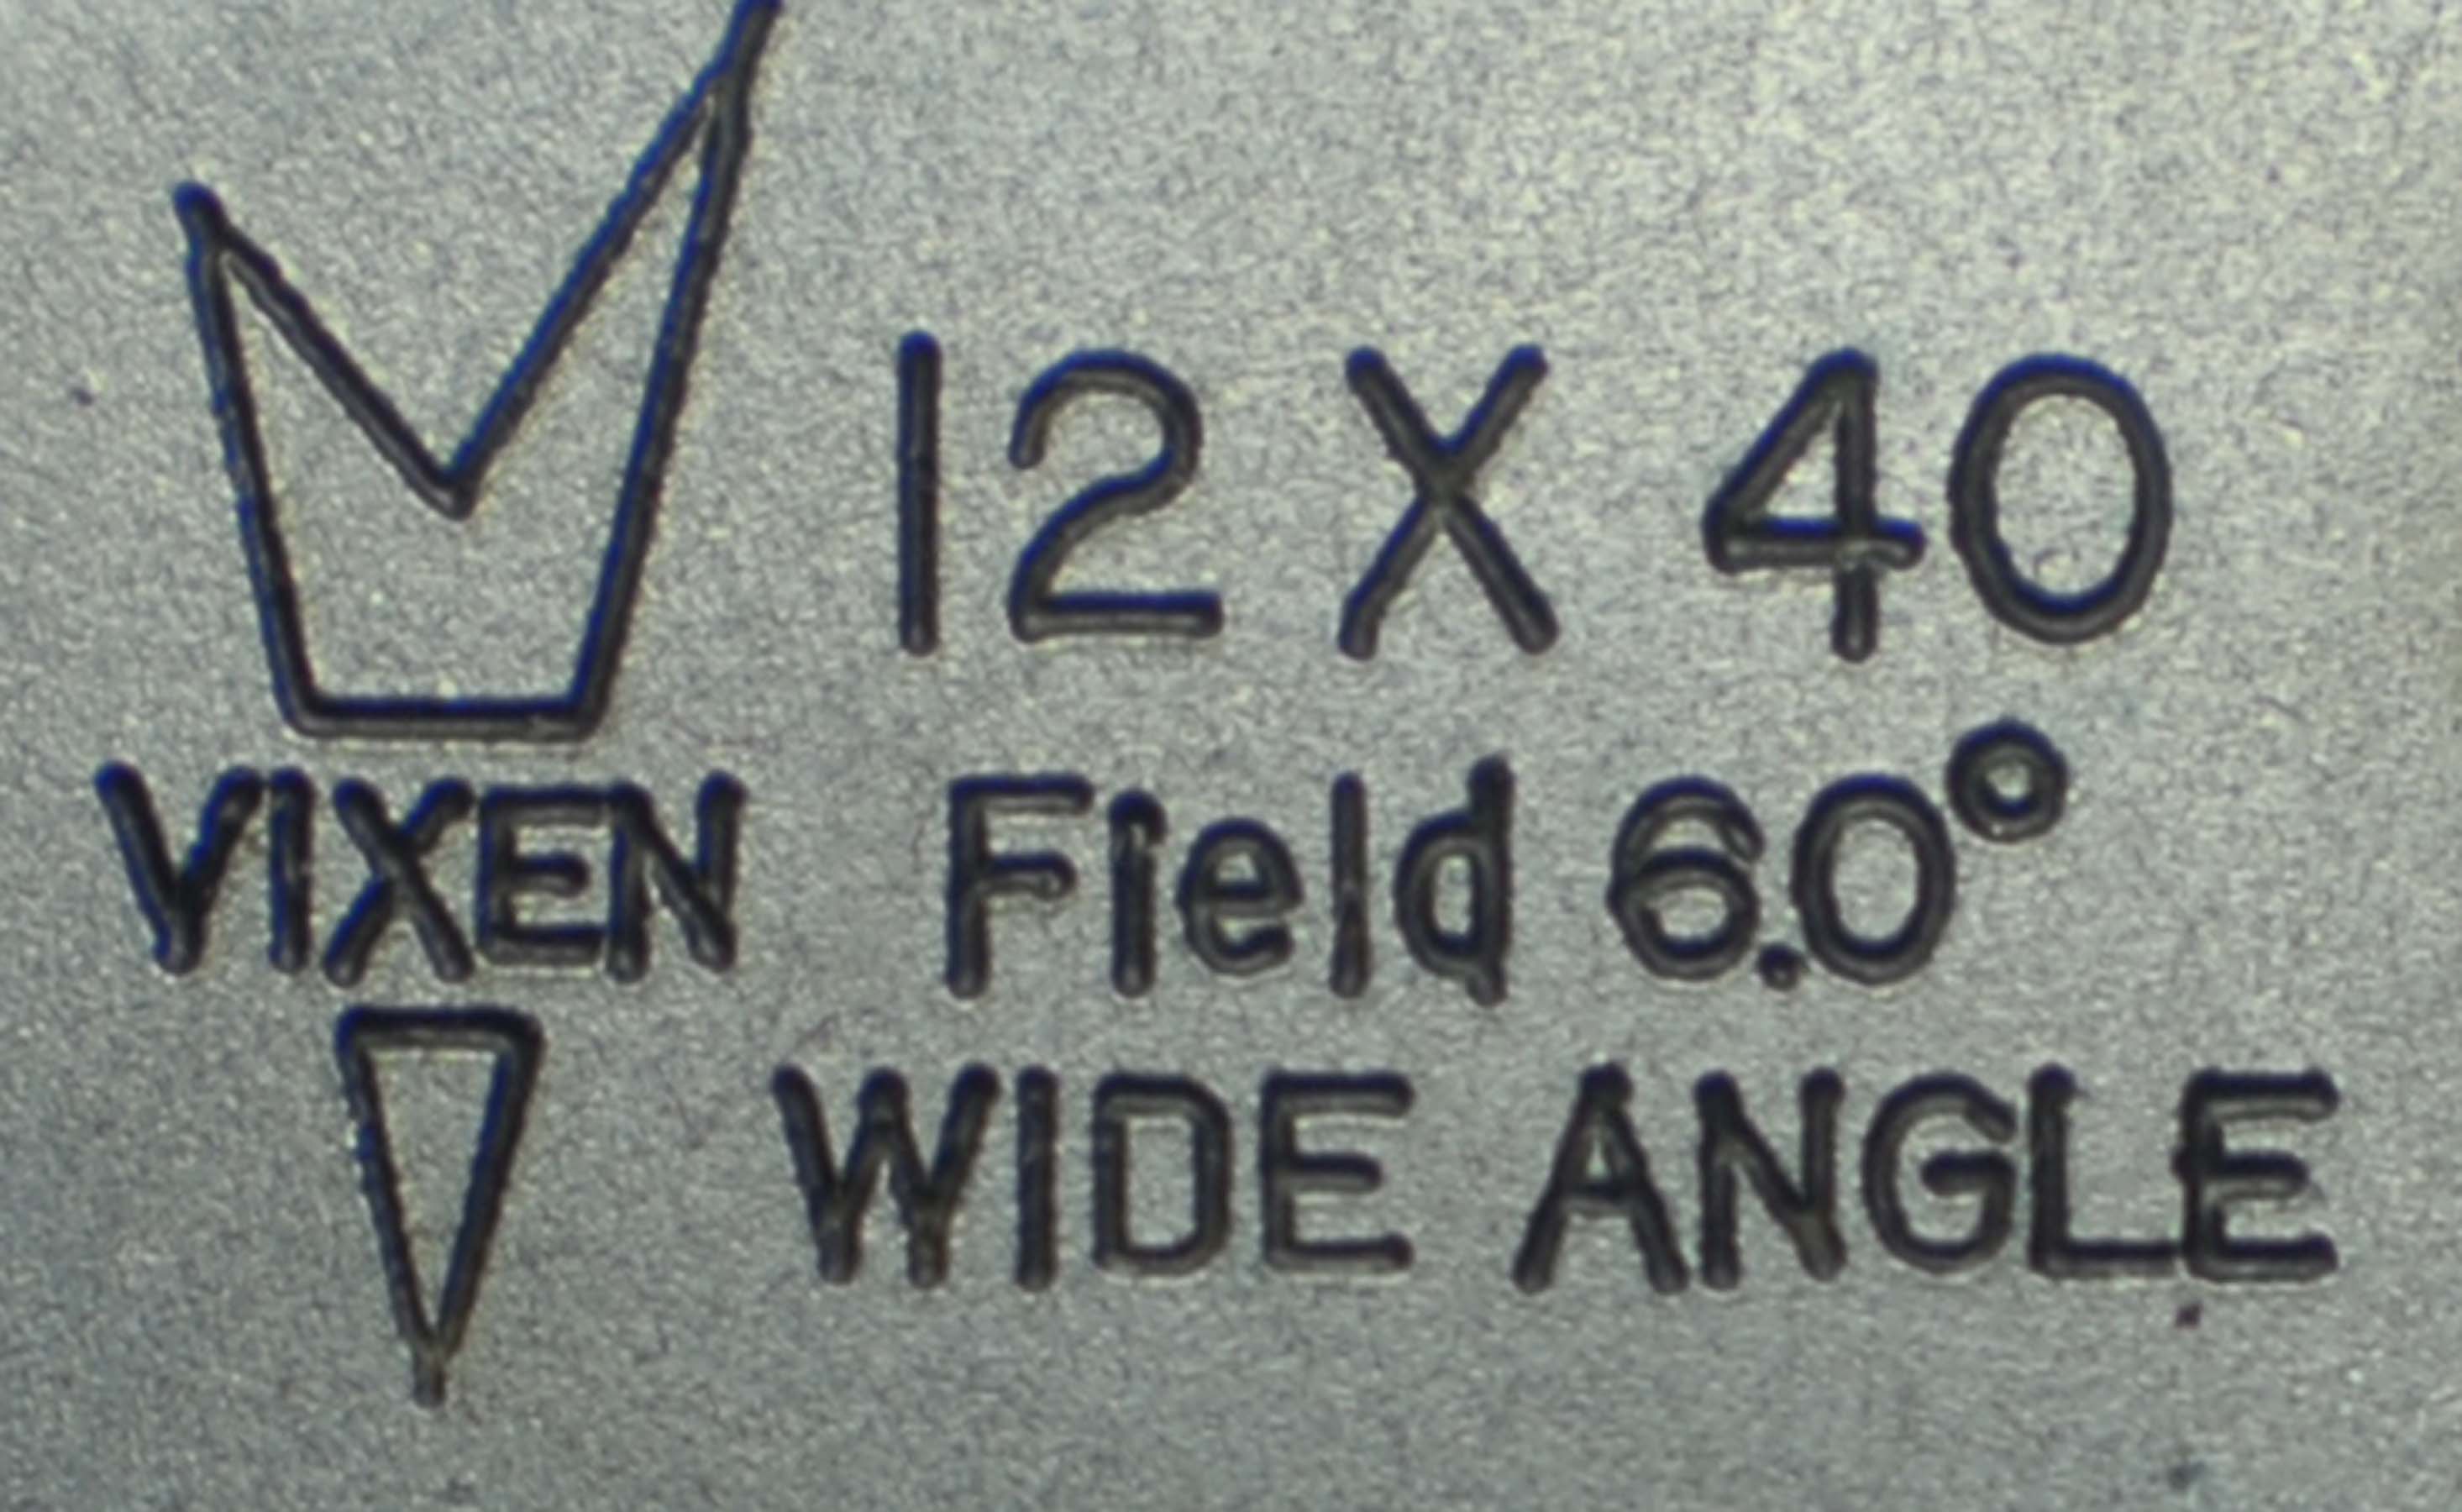 12 X 40
VIXEN Field 6.0°
WIDE ANGLE